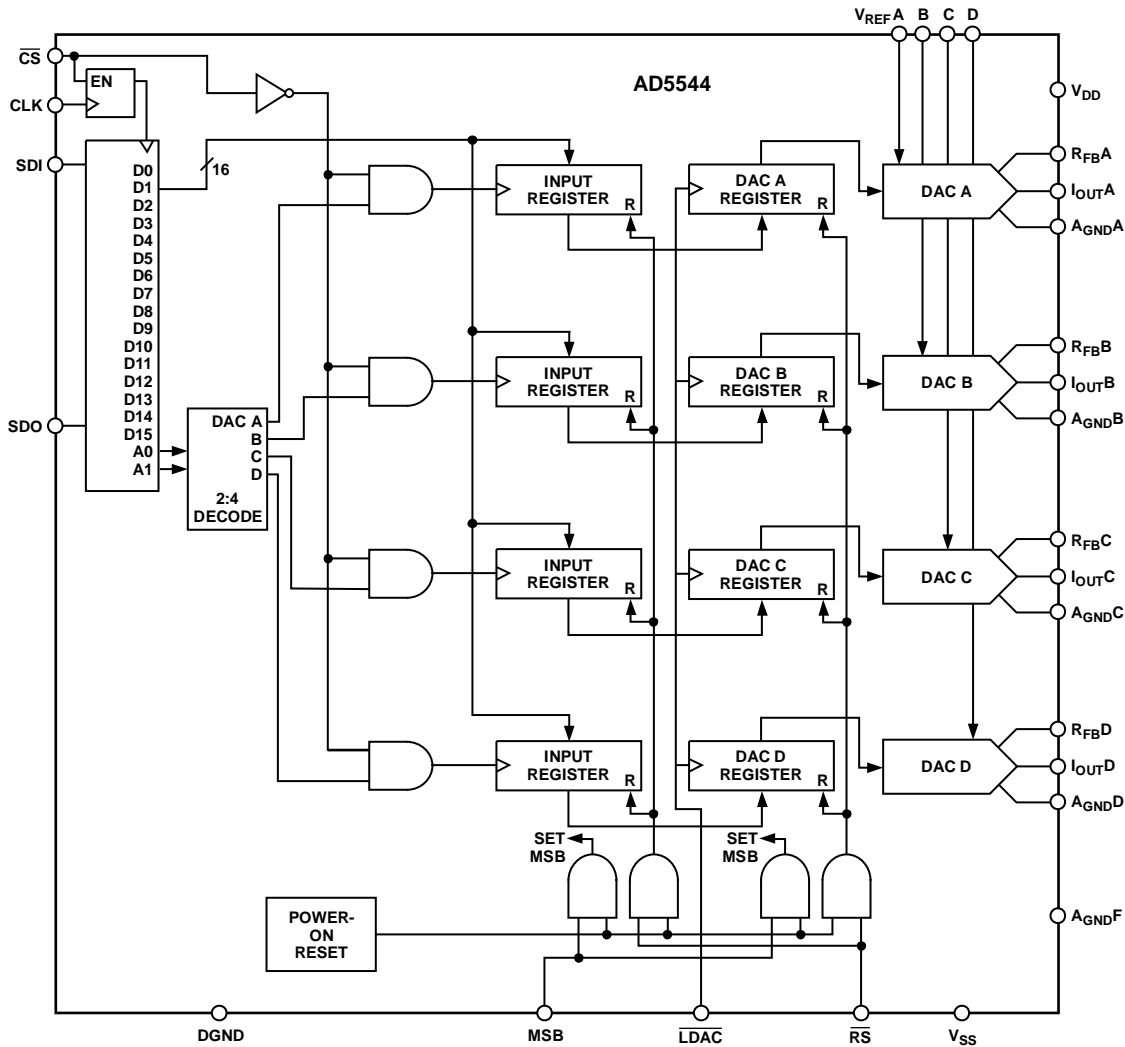 V_REF A B C D
C̅S̅
AD5544
EN
V_DD
CLK
SDI
D0
D1
D2
D3
D4
D5
D6
D7
D8
D9
D10
D11
D12
D13
D14
D15
A0
A1
16
INPUT
REGISTER
R
DAC A
REGISTER
R
DAC A
R_FB A
I_OUT A
A_GND A
INPUT
REGISTER
R
DAC B
REGISTER
R
DAC B
R_FB B
I_OUT B
A_GND B
SDO
DAC A
B
C
D
2:4
DECODE
INPUT
REGISTER
R
DAC C
REGISTER
R
DAC C
R_FB C
I_OUT C
A_GND C
INPUT
REGISTER
R
DAC D
REGISTER
R
DAC D
R_FB D
I_OUT D
A_GND D
SET
MSB
SET
MSB
POWER-
ON
RESET
A_GND F
DGND
MSB
L̅D̅A̅C̅
R̅S̅
V_SS